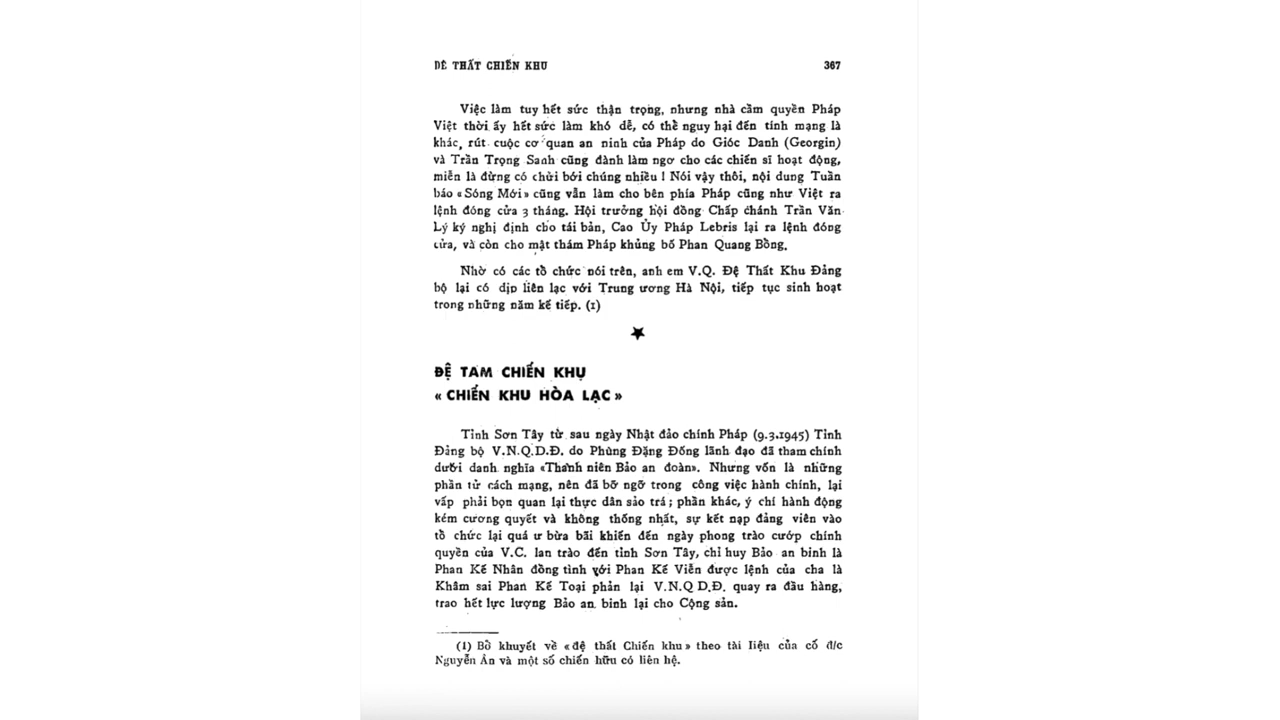 ĐỆ THẤT CHIẾN KHU 367
Việc làm tuy hết sức thận trọng, nhưng nhà cầm quyền Pháp
Việt thời ấy hết sức làm khó dễ, có thể nguy hại đến tính mạng là
khác, rút cuộc cơ quan an ninh của Pháp do Gióc Danh (Georgin)
và Trần Trọng Sanh cũng đành làm ngơ cho các chiến sĩ hoạt động,
miễn là đừng có chửi bới chúng nhiều ! Nói vậy thôi, nội dung Tuần
báo « Sóng Mới » cũng vẫn làm cho bên phía Pháp cũng như Việt ra
lệnh đóng cửa 3 tháng. Hội trưởng hội đồng Chấp chánh Trần Văn
Lý ký nghị định cho tái bản, Cao Ủy Pháp Lebris lại ra lệnh đóng
cửa, và còn cho mật thám Pháp khủng bố Phan Quang Bồng.
Nhờ có các tổ chức nói trên, anh em V.Q. Đệ Thất Khu Đảng
bộ lại có dịp liên lạc với Trung ương Hà Nội, tiếp tục sinh hoạt
trong những năm kế tiếp. (1)
ĐỆ TAM CHIẾN KHỤ
« CHIẾN KHU HÒA LẠC »
Tỉnh Sơn Tây từ sau ngày Nhật đảo chính Pháp (9.3.1945) Tỉnh
Đảng bộ V.N.Q.D.Đ. do Phùng Đặng Đống lãnh đạo đã tham chính
dưới danh nghĩa «Thanh niên Bảo an đoàn». Nhưng vốn là những
phần tử cách mạng, nên đã bỡ ngỡ trong công việc hành chính, lại
vấp phải bọn quan lại thực dân sảo trá ; phần khác, ý chí hành động
kém cương quyết và không thống nhất, sự kết nạp đảng viên vào
tổ chức lại quá ư bừa bãi khiến đến ngày phong trào cướp chính
quyền của V.C. lan trào đến tỉnh Sơn Tây, chỉ huy Bảo an binh là
Phan Kế Nhân đồng tình với Phan Kế Viễn được lệnh của cha là
Khâm sai Phan Kế Toại phản lại V.N.Q D.Đ. quay ra đầu hàng,
trao hết lực lượng Bảo an binh lại cho Cộng sản.
(1) Bổ khuyết về « đệ thất Chiến khu » theo tài liệu của cố đ/c
Nguyễn Ân và một số chiến hữu có liên hệ.